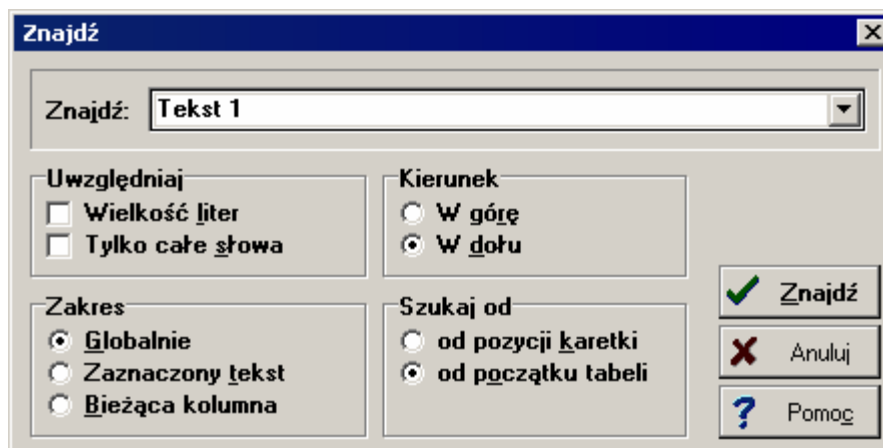 Znajdź
Znajdź: Tekst 1
Uwzględniaj
Wielkość liter
Tylko całe słowa
Kierunek
W górę
W dołu
Zakres
Globalnie
Zaznaczony tekst
Bieżąca kolumna
Szukaj od
od pozycji karetki
od początku tabeli
Znajdź
Anuluj
Pomoc